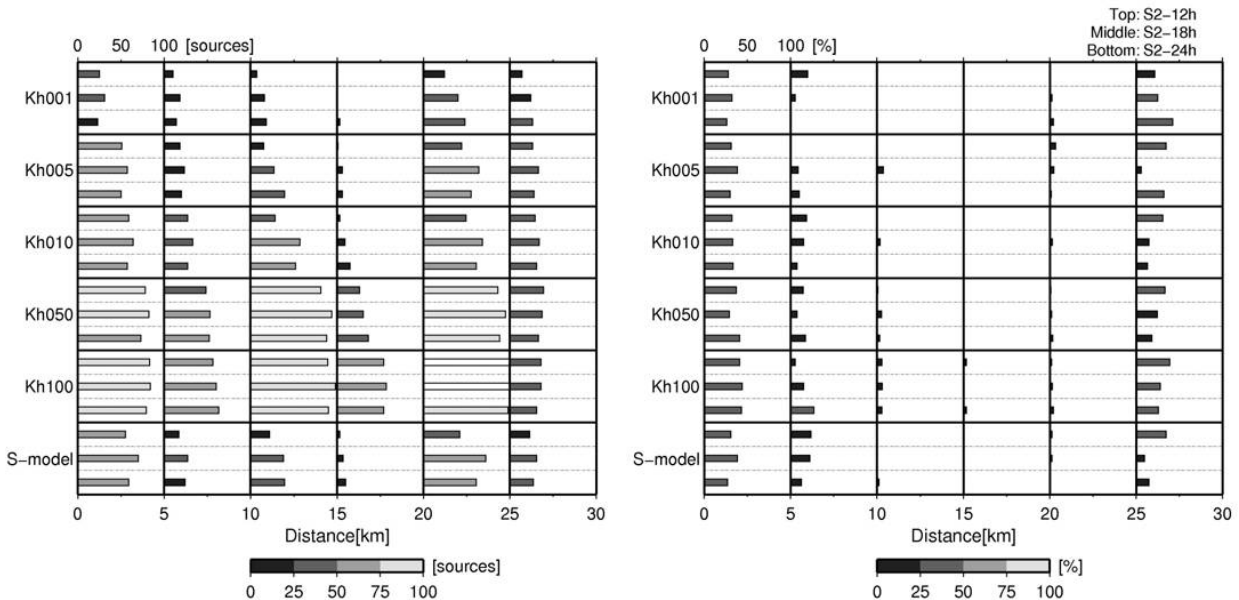 Top: S2-12h
Middle: S2-18h
Bottom: S2-24h
0 50 100 [sources]
0 50 100 [%]
Kh001
Kh005
Kh010
Kh050
Kh100
S-model
0 5 10 15 20 25 30
Distance[km]
[sources]
0 25 50 75 100
Kh001
Kh005
Kh010
Kh050
Kh100
S-model
0 5 10 15 20 25 30
Distance[km]
[%]
0 25 50 75 100